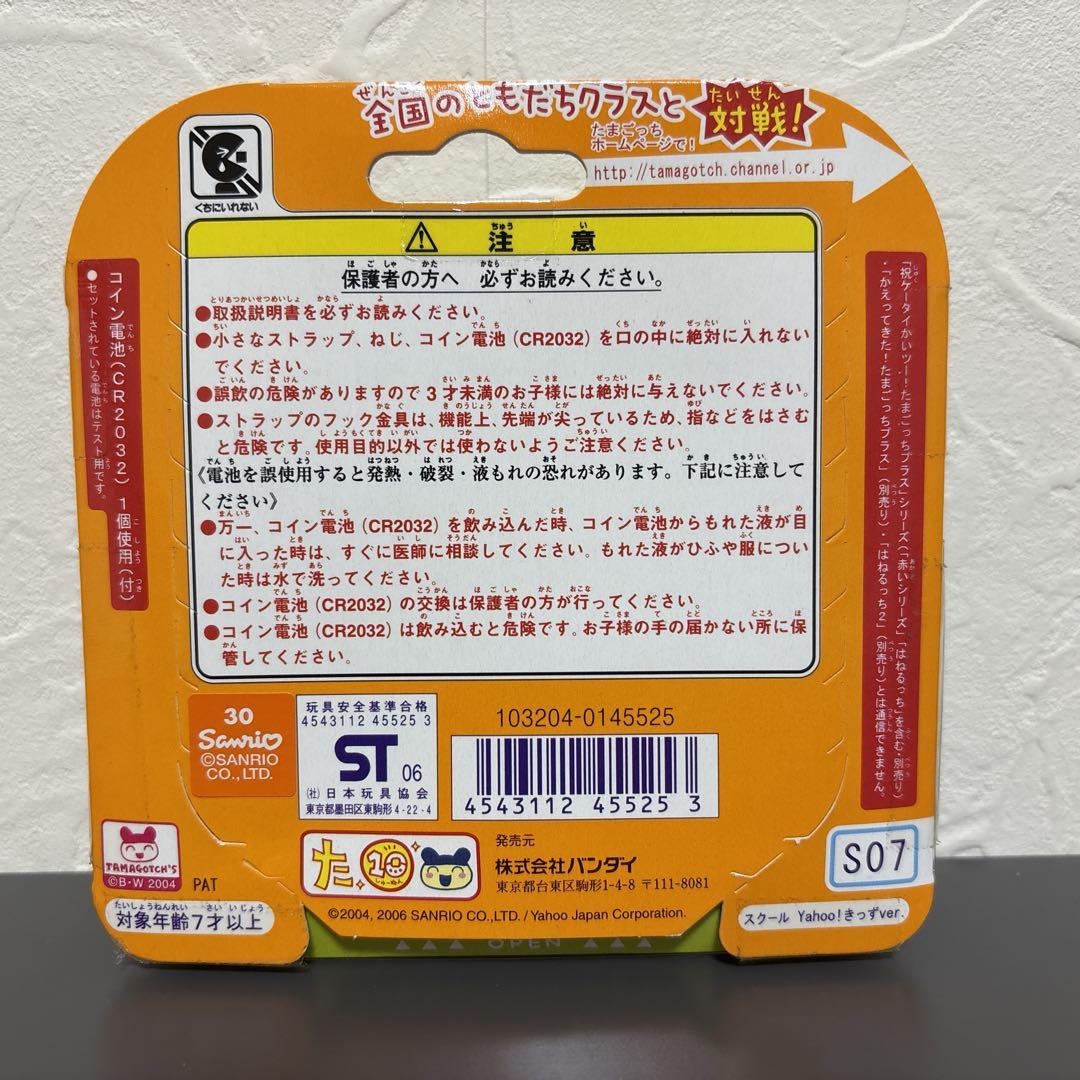 全国のともだちクラスと
対戦!
たまごっち
ホームページで!
http://tamagotch.channel.or.jp
くちにいれない
注意
保護者の方へ 必ずお読みください。
●取扱説明書を必ずお読みください。
●小さなストラップ、ねじ、コイン電池(CR2032)を口の中に絶対に入れない
でください。
●誤飲の危険がありますので3才未満のお子様には絶対に与えないでください。
●ストラップのフック金具は、機能上、先端が尖っているため、指などをはさむ
と危険です。使用目的以外では使わないようご注意ください。
《電池を誤使用すると発熱・破裂・液もれの恐れがあります。下記に注意して
ください》
●万一、コイン電池(CR2032)を飲み込んだ時、コイン電池からもれた液が目
に入った時は、すぐに医師に相談してください。もれた液がひふや服につい
た時は水で洗ってください。
●コイン電池(CR2032)の交換は保護者の方が行ってください。
●コイン電池(CR2032)は飲み込むと危険です。お子様の手の届かない所に保
管してください。
コイン電池(CR2032)1個使用(付)
●セットされている電池はテスト用です。
「祝ケータイかいツー!たまごっちプラス」シリーズ(「赤いシリーズ」「はねるっち」を含む・別売り)
・「かえってきた!たまごっちプラス」(別売り)・「はねるっち2」(別売り)とは通信できません。
30
Sanrio
©SANRIO
CO.,LTD.
玩具安全基準合格
4543112 45525 3
ST 06
(社)日本玩具協会
東京都墨田区東駒形4-22-4
103204-0145525
4543112 455253
TAMAGOTCH'S
©B・W 2004
PAT
た 10
しゅーねん
発売元
株式会社バンダイ
東京都台東区駒形1-4-8 〒111-8081
S07
対象年齢7才以上
©2004, 2006 SANRIO CO.,LTD. / Yahoo Japan Corporation.
スクール Yahoo!きっずver.
OPEN